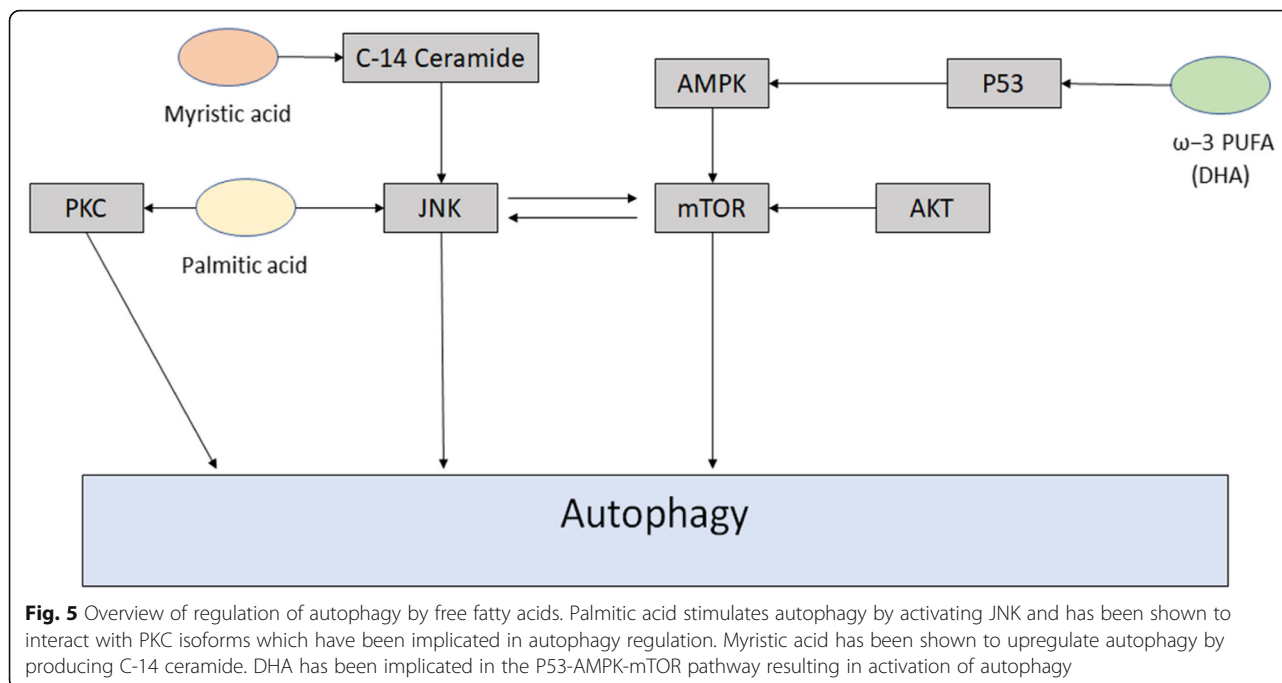 C-14 Ceramide
Myristic acid
AMPK
P53
ω–3 PUFA
(DHA)
PKC
Palmitic acid
JNK
mTOR
AKT
Autophagy
Fig. 5 Overview of regulation of autophagy by free fatty acids. Palmitic acid stimulates autophagy by activating JNK and has been shown to
interact with PKC isoforms which have been implicated in autophagy regulation. Myristic acid has been shown to upregulate autophagy by
producing C-14 ceramide. DHA has been implicated in the P53-AMPK-mTOR pathway resulting in activation of autophagy